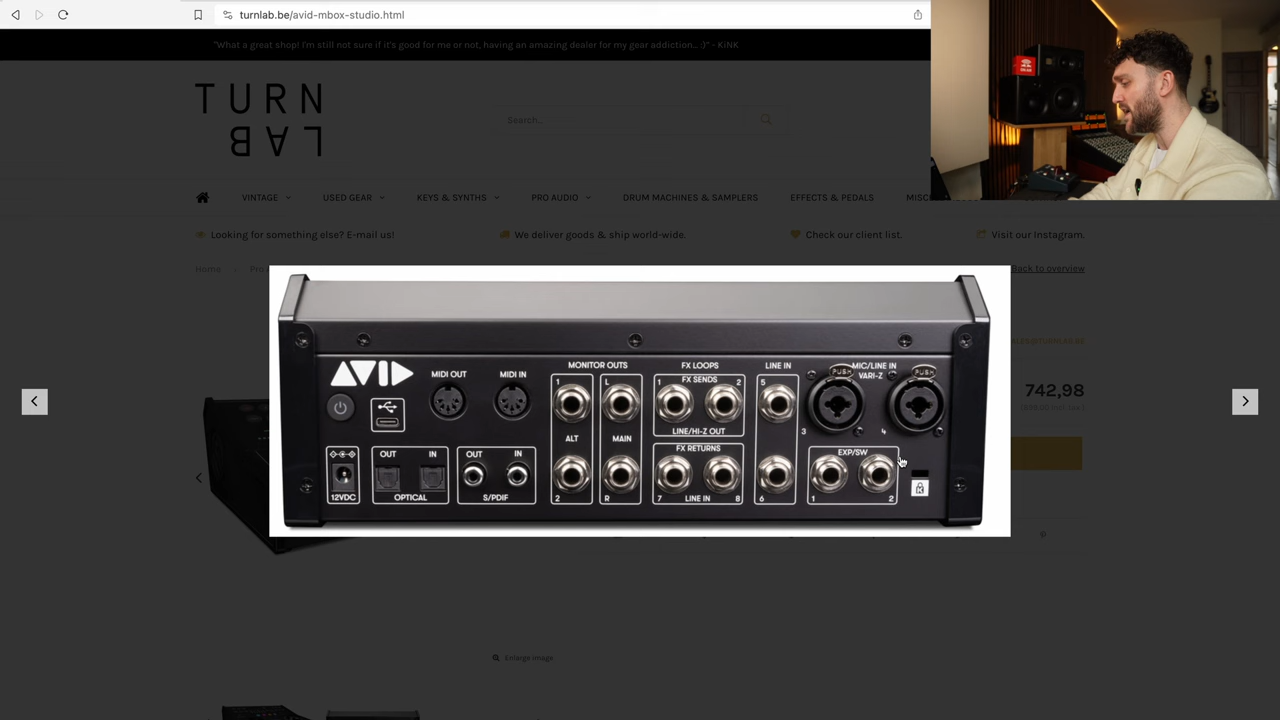 turnlab.be/avid-mbox-studio.html
"What a great shop! I'm still not sure if it's good for me or not, having an amazing dealer for my gear addiction... :)" - KiNK
TURN
LAB
Search...
VINTAGE
USED GEAR
KEYS & SYNTHS
PRO AUDIO
DRUM MACHINES & SAMPLERS
EFFECTS & PEDALS
MISC
Looking for something else? E-mail us!
We deliver goods & ship world-wide.
Check our client list.
Visit our Instagram.
Home
Back to overview
742,98
AVID
MIDI OUT
MIDI IN
MONITOR OUTS
FX LOOPS
LINE IN
MIC/LINE IN
VARI-Z
1
L
FX SENDS
1
2
5
PUSH
PUSH
LINE/HI-Z OUT
3
4
ALT
MAIN
FX RETURNS
EXP/SW
OUT
IN
OUT
IN
12VDC
OPTICAL
S/PDIF
2
R
7
LINE IN
8
6
1
2
Enlarge image